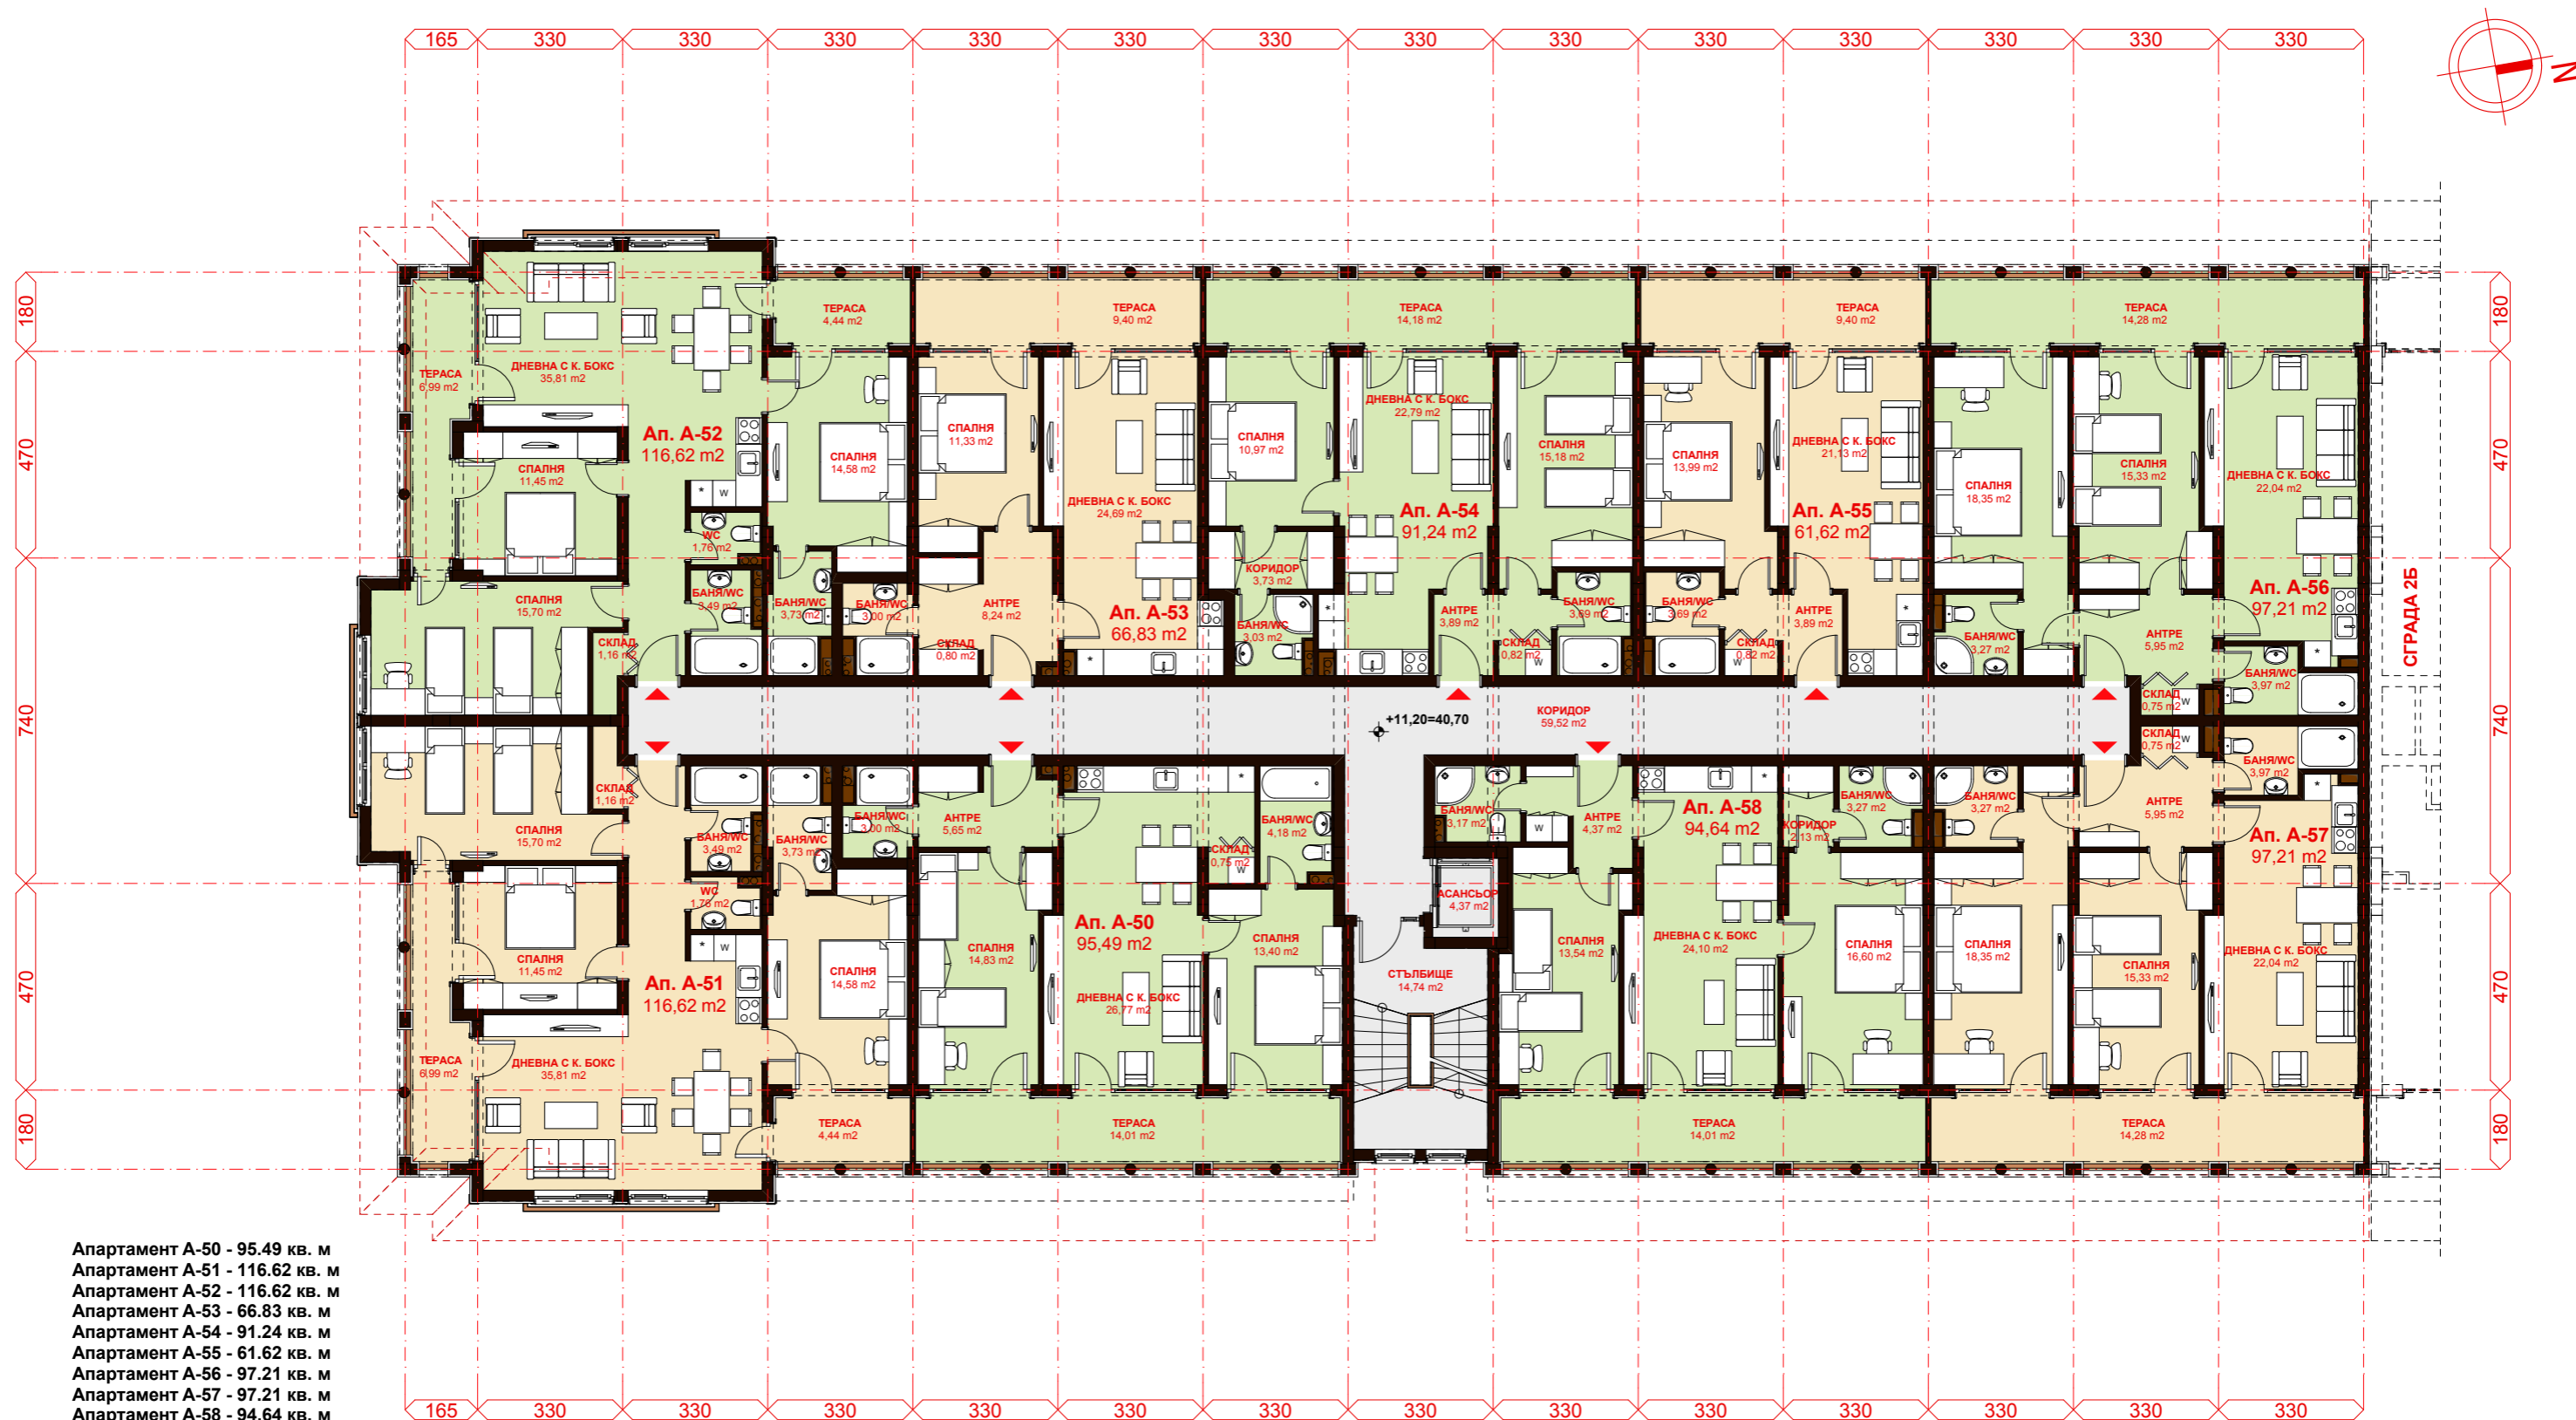 165 330 330 330 330 330 330 330 330 330 330 330 330 330
N
180 470 740 470 180
ТЕРАСА
4,44 m2
ТЕРАСА
9,40 m2
ТЕРАСА
14,18 m2
ТЕРАСА
9,40 m2
ТЕРАСА
14,28 m2
ТЕРАСА
6,99 m2
ДНЕВНА С К. БОКС
35,81 m2
Ап. А-52
116,62 m2
СПАЛНЯ
11,45 m2
СПАЛНЯ
15,70 m2
СКЛАД
1,16 m2
* W
WC
1,76 m2
БАНЯ/WC
3,49 m2
СПАЛНЯ
14,58 m2
БАНЯ/WC
3,73 m2
СПАЛНЯ
11,33 m2
БАНЯ/WC
3,00 m2
АНТРЕ
8,24 m2
СКЛАД
0,80 m2
ДНЕВНА С К. БОКС
24,69 m2
Ап. А-53
66,83 m2
*
СПАЛНЯ
10,97 m2
КОРИДОР
3,73 m2
БАНЯ/WC
3,03 m2
*
ДНЕВНА С К. БОКС
22,79 m2
Ап. А-54
91,24 m2
АНТРЕ
3,89 m2
СПАЛНЯ
15,18 m2
БАНЯ/WC
3,69 m2
СКЛАД
0,82 m2
W
СПАЛНЯ
13,99 m2
БАНЯ/WC
3,69 m2
СКЛАД
0,82 m2
W
ДНЕВНА С К. БОКС
21,13 m2
Ап. А-55
61,62 m2
АНТРЕ
3,89 m2
*
СПАЛНЯ
18,35 m2
БАНЯ/WC
3,27 m2
СПАЛНЯ
15,33 m2
АНТРЕ
5,95 m2
ДНЕВНА С К. БОКС
22,04 m2
Ап. А-56
97,21 m2
*
БАНЯ/WC
3,97 m2
СКЛАД
0,75 m2
W
СГРАДА 2Б
+11,20=40,70
КОРИДОР
59,52 m2
СКЛАД
1,16 m2
СПАЛНЯ
15,70 m2
СПАЛНЯ
11,45 m2
БАНЯ/WC
3,49 m2
WC
1,76 m2
* W
Ап. А-51
116,62 m2
ТЕРАСА
6,99 m2
ДНЕВНА С К. БОКС
35,81 m2
БАНЯ/WC
3,73 m2
СПАЛНЯ
14,58 m2
ТЕРАСА
4,44 m2
БАНЯ/WC
3,00 m2
АНТРЕ
5,65 m2
СПАЛНЯ
14,83 m2
*
Ап. А-50
95,49 m2
ДНЕВНА С К. БОКС
26,77 m2
СКЛАД
0,75 m2
W
БАНЯ/WC
4,18 m2
СПАЛНЯ
13,40 m2
ТЕРАСА
14,01 m2
АСАНСЬОР
4,37 m2
СТЪЛБИЩЕ
14,74 m2
БАНЯ/WC
3,17 m2
W
АНТРЕ
4,37 m2
СПАЛНЯ
13,54 m2
*
Ап. А-58
94,64 m2
ДНЕВНА С К. БОКС
24,10 m2
КОРИДОР
2,13 m2
БАНЯ/WC
3,27 m2
СПАЛНЯ
16,60 m2
ТЕРАСА
14,01 m2
БАНЯ/WC
3,27 m2
СПАЛНЯ
18,35 m2
АНТРЕ
5,95 m2
СПАЛНЯ
15,33 m2
СКЛАД
0,75 m2
W
БАНЯ/WC
3,97 m2
*
Ап. А-57
97,21 m2
ДНЕВНА С К. БОКС
22,04 m2
ТЕРАСА
14,28 m2
180 470 740 470 180
Апартамент А-50 - 95.49 кв. м
Апартамент А-51 - 116.62 кв. м
Апартамент А-52 - 116.62 кв. м
Апартамент А-53 - 66.83 кв. м
Апартамент А-54 - 91.24 кв. м
Апартамент А-55 - 61.62 кв. м
Апартамент А-56 - 97.21 кв. м
Апартамент А-57 - 97.21 кв. м
Апартамент А-58 - 94.64 кв. м
165 330 330 330 330 330 330 330 330 330 330 330 330 330